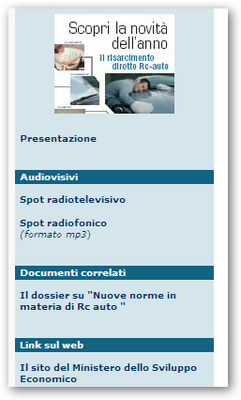 Scopri la novità
dell'anno
Il risarcimento
diretto Rc-auto
Presentazione
Audiovisivi
Spot radiotelevisivo
Spot radiofonico
(formato mp3)
Documenti correlati
Il dossier su "Nuove norme in
materia di Rc auto "
Link sul web
Il sito del Ministero dello Sviluppo
Economico